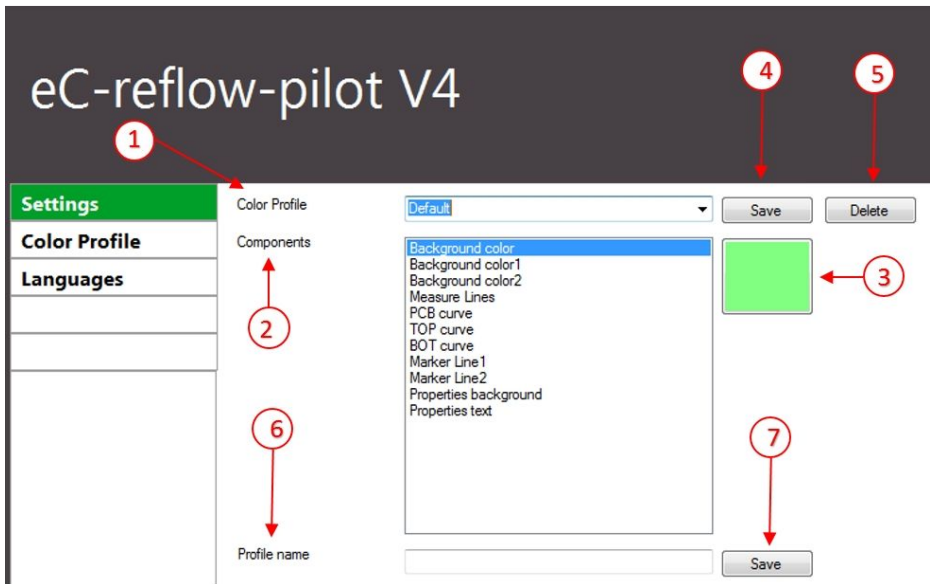 eC-reflow-pilot V4
4
5
1
Settings
Color Profile
Default
Save
Delete
Color Profile
Components
Languages
Background color
Background color1
Background color2
Measure Lines
PCB curve
TOP curve
BOT curve
Marker Line1
Marker Line2
Properties background
Properties text
3
2
6
7
Profile name
Save